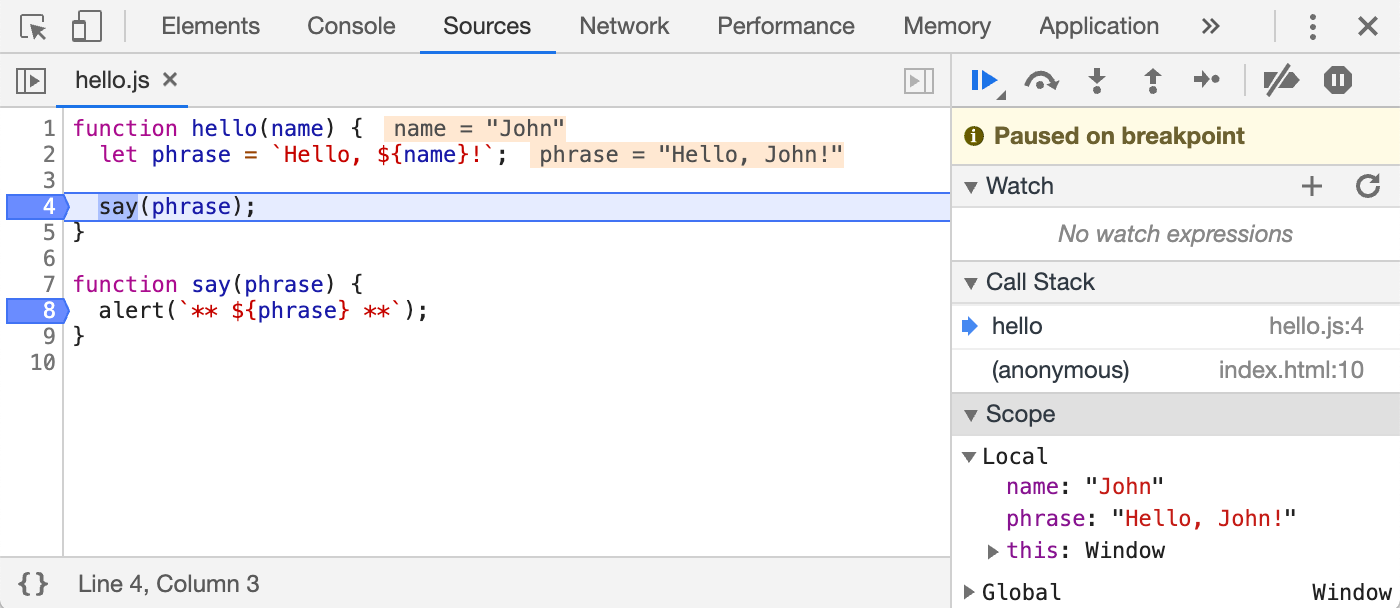 Elements Console Sources Network Performance Memory Application »
hello.js ×
1 function hello(name) { name = "John"
2 let phrase = `Hello, ${name}!`; phrase = "Hello, John!"
3
4 say(phrase);
5 }
6
7 function say(phrase) {
8 alert(`** ${phrase} **`);
9 }
10
{} Line 4, Column 3
Paused on breakpoint
Watch
No watch expressions
Call Stack
hello hello.js:4
(anonymous) index.html:10
Scope
Local
name: "John"
phrase: "Hello, John!"
this: Window
Global Window